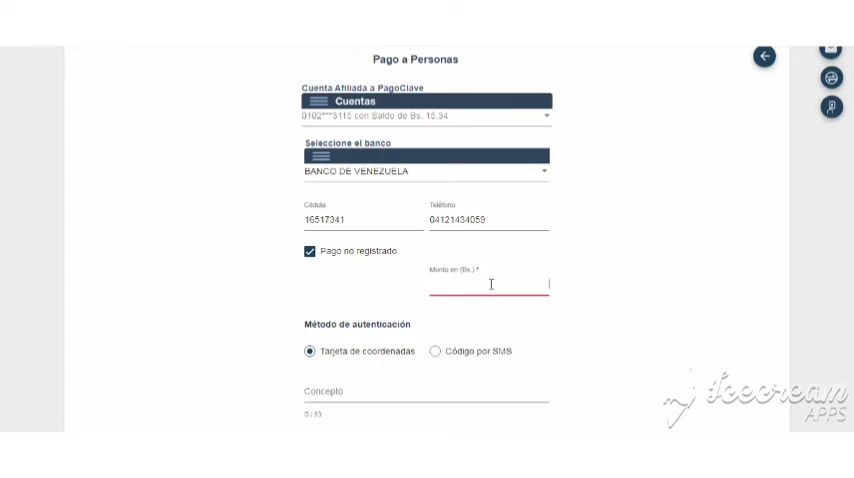 Pago a Personas
Cuenta Afiliada a PagoClave
Cuentas
0102***3115 con Saldo de Bs. 15,34
Seleccione el banco
BANCO DE VENEZUELA
Cédula
Teléfono
16517341
04121434059
Pago no registrado
Monto en (Bs.) *
Método de autenticación
Tarjeta de coordenadas
Código por SMS
Concepto
0 / 60
Icecream
APPS